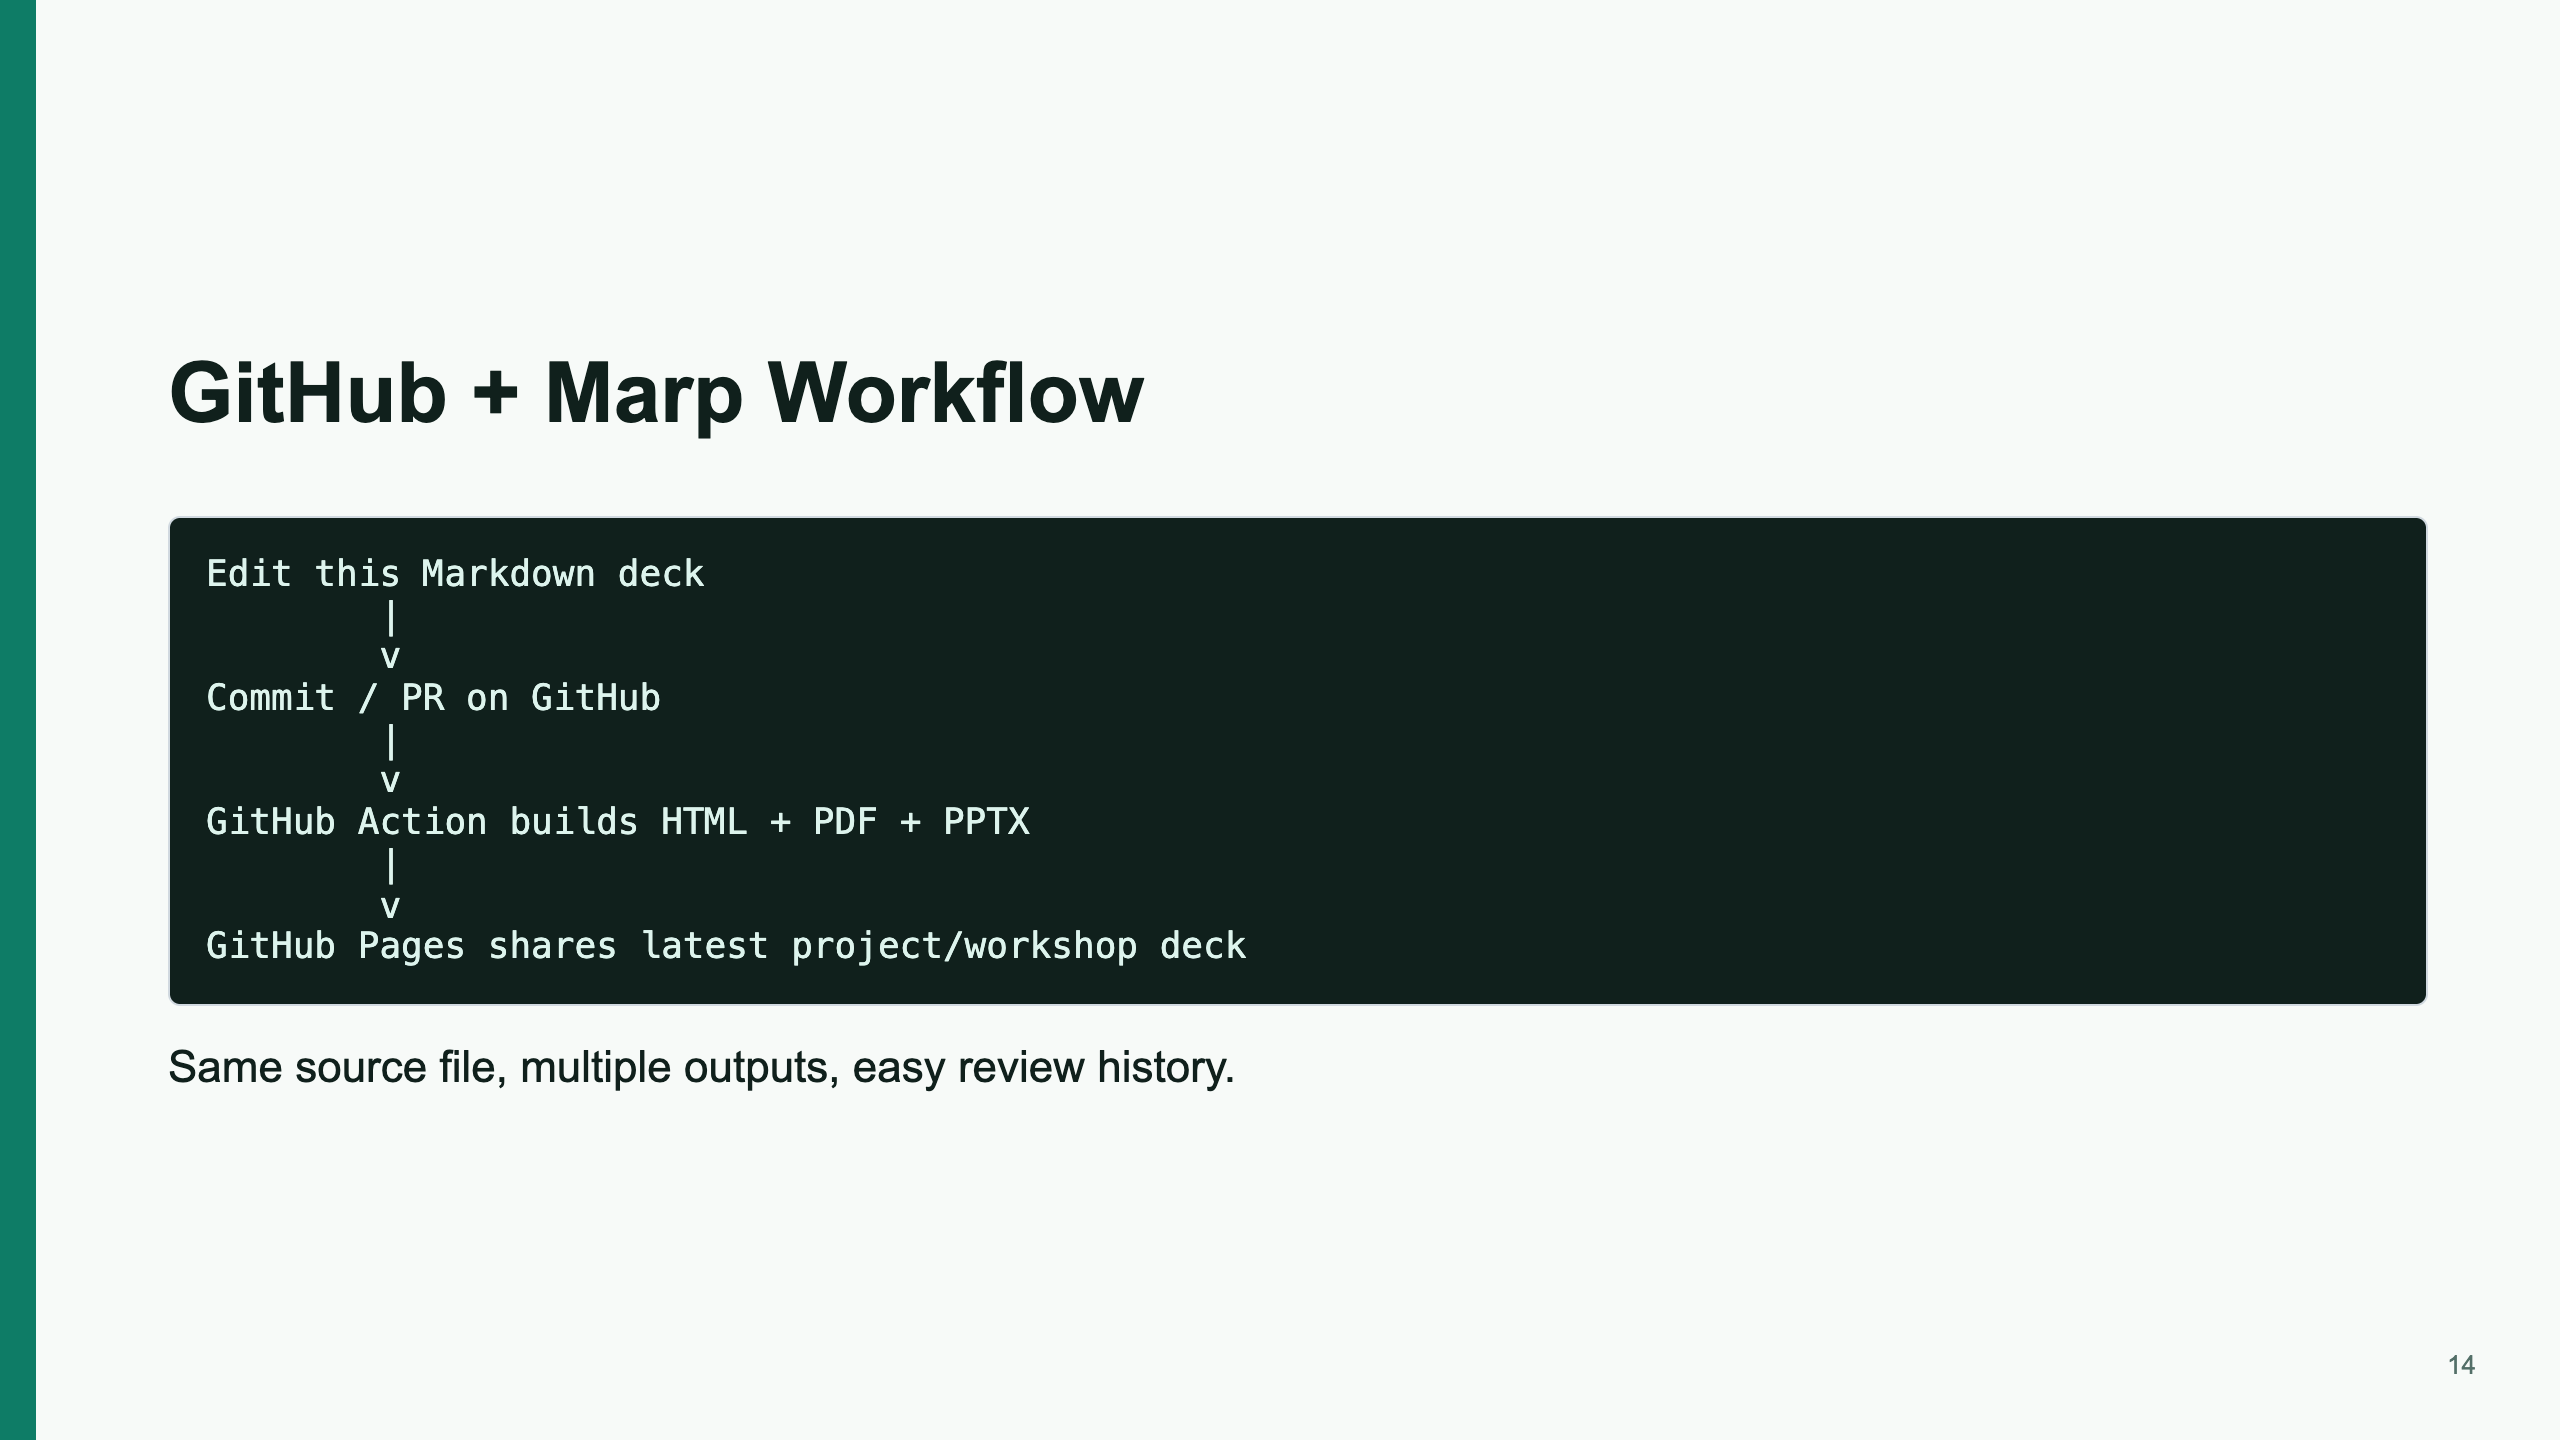 GitHub + Marp Workflow
Edit this Markdown deck
|
v
Commit / PR on GitHub
|
v
GitHub Action builds HTML + PDF + PPTX
|
v
GitHub Pages shares latest project/workshop deck
Same source file, multiple outputs, easy review history.
14